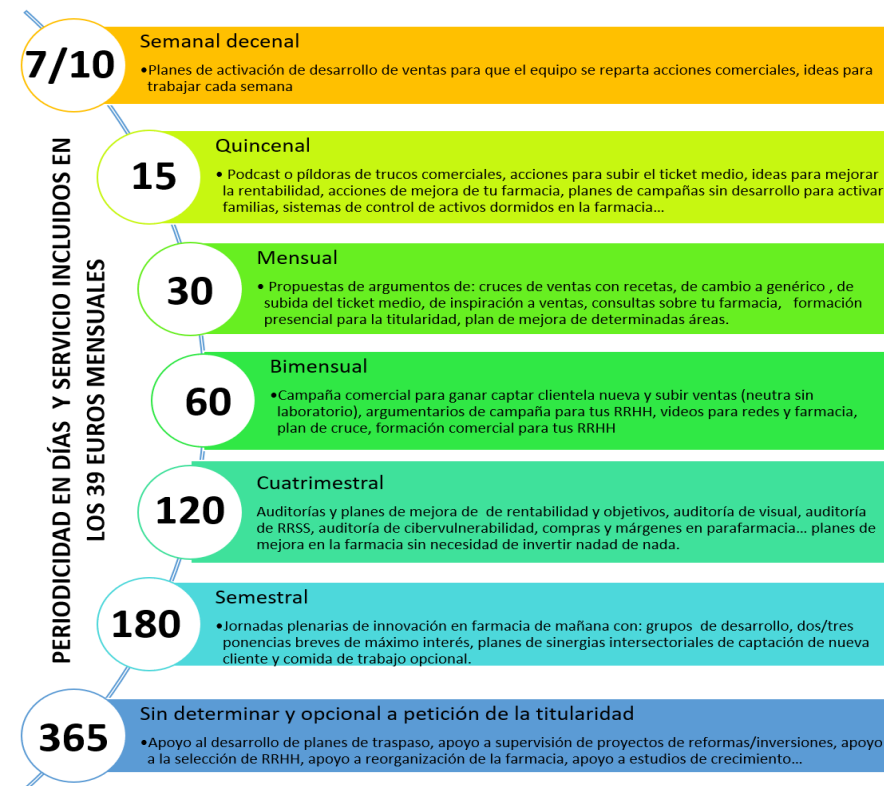 PERIODICIDAD EN DÍAS Y SERVICIO INCLUIDOS EN
LOS 39 EUROS MENSUALES
7/10
Semanal decenal
•Planes de activación de desarrollo de ventas para que el equipo se reparta acciones comerciales, ideas para
trabajar cada semana
15
Quincenal
• Podcast o píldoras de trucos comerciales, acciones para subir el ticket medio, ideas para mejorar
la rentabilidad, acciones de mejora de tu farmacia, planes de campañas sin desarrollo para activar
familias, sistemas de control de activos dormidos en la farmacia...
30
Mensual
• Propuestas de argumentos de: cruces de ventas con recetas, de cambio a genérico , de
subida del ticket medio, de inspiración a ventas, consultas sobre tu farmacia, formación
presencial para la titularidad, plan de mejora de determinadas áreas.
60
Bimensual
•Campaña comercial para ganar captar clientela nueva y subir ventas (neutra sin
laboratorio), argumentarios de campaña para tus RRHH, videos para redes y farmacia,
plan de cruce, formación comercial para tus RRHH
120
Cuatrimestral
Auditorías y planes de mejora de de rentabilidad y objetivos, auditoría de visual, auditoría
de RRSS, auditoría de cibervulnerabilidad, compras y márgenes en parafarmacia... planes de
mejora en la farmacia sin necesidad de invertir nadad de nada.
180
Semestral
•Jornadas plenarias de innovación en farmacia de mañana con: grupos de desarrollo, dos/tres
ponencias breves de máximo interés, planes de sinergias intersectoriales de captación de nueva
cliente y comida de trabajo opcional.
365
Sin determinar y opcional a petición de la titularidad
•Apoyo al desarrollo de planes de traspaso, apoyo a supervisión de proyectos de reformas/inversiones, apoyo
a la selección de RRHH, apoyo a reorganización de la farmacia, apoyo a estudios de crecimiento...